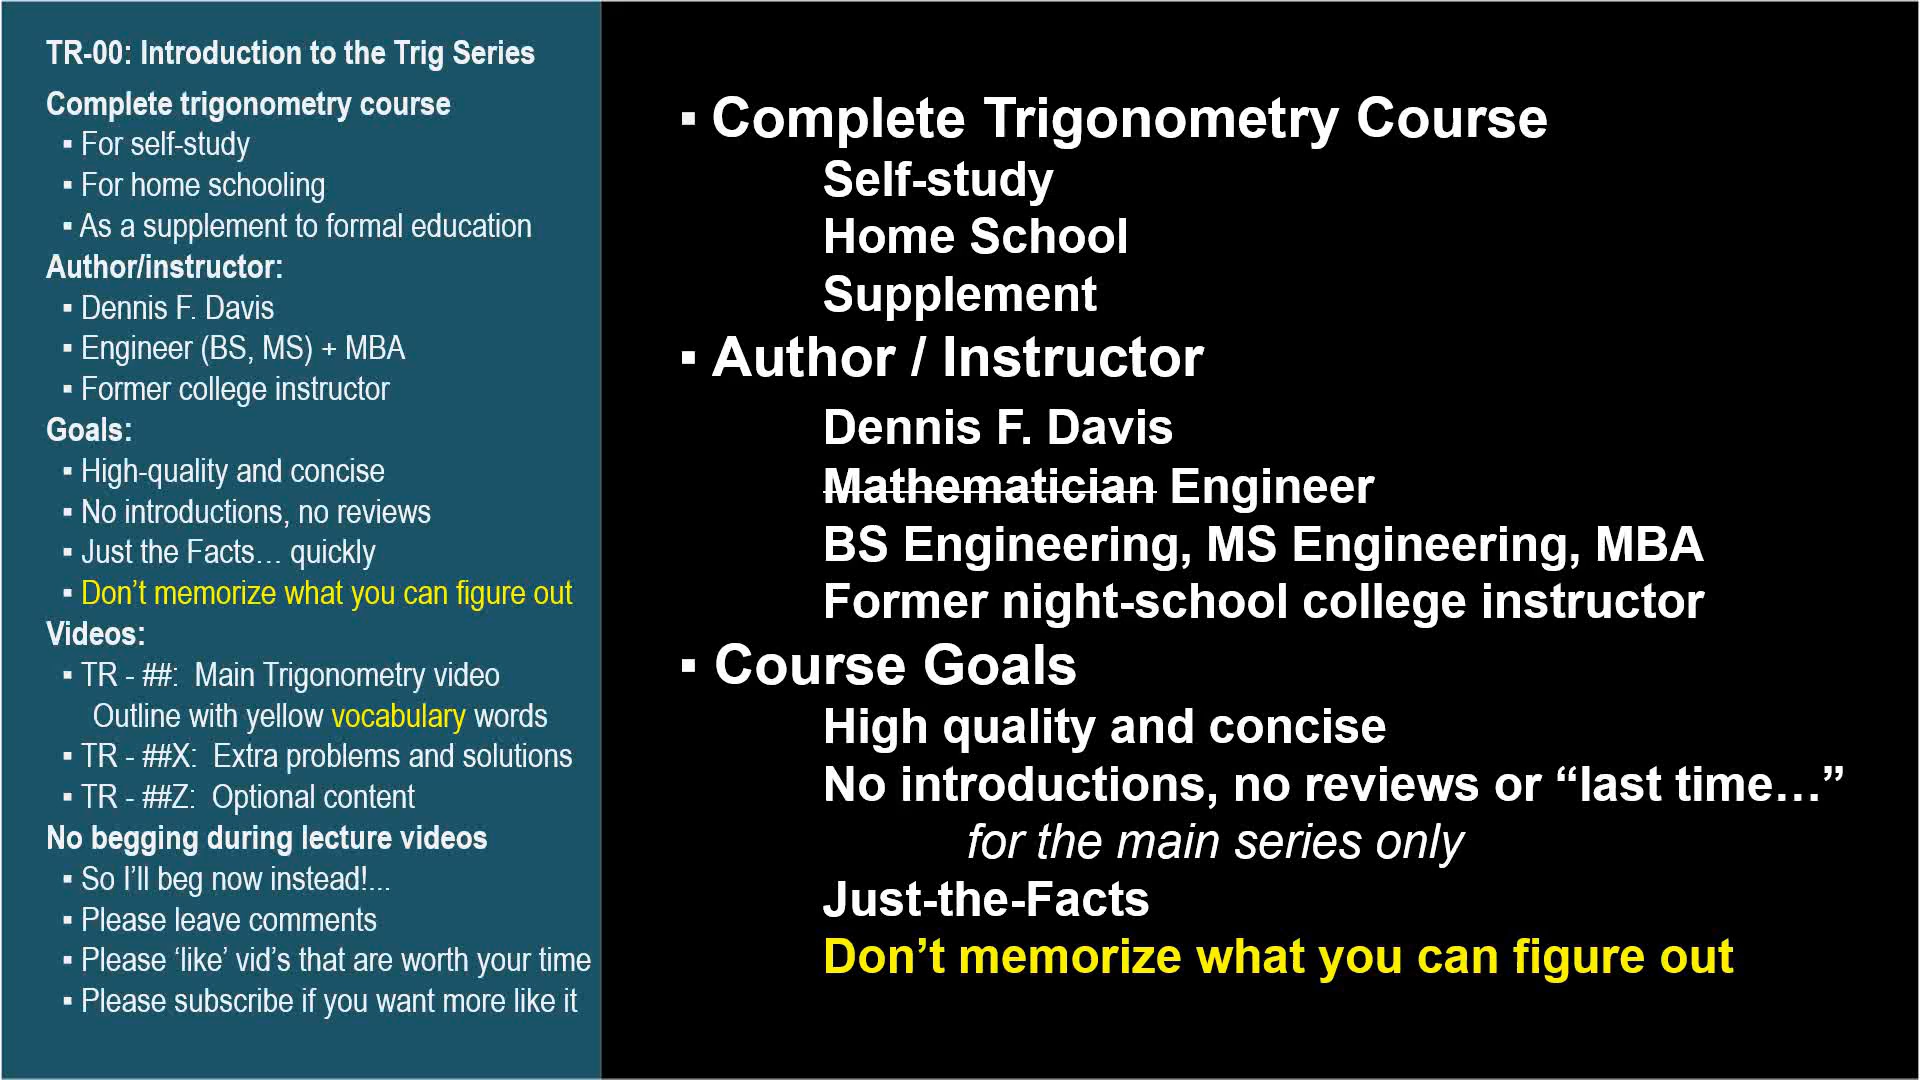 TR-00: Introduction to the Trig Series
Complete trigonometry course
▪ For self-study
▪ For home schooling
▪ As a supplement to formal education
Author/instructor:
▪ Dennis F. Davis
▪ Engineer (BS, MS) + MBA
▪ Former college instructor
Goals:
▪ High-quality and concise
▪ No introductions, no reviews
▪ Just the Facts… quickly
▪ Don’t memorize what you can figure out
Videos:
▪ TR - ##:  Main Trigonometry video
Outline with yellow vocabulary words
▪ TR - ##X:  Extra problems and solutions
▪ TR - ##Z:  Optional content
No begging during lecture videos
▪ So I’ll beg now instead!...
▪ Please leave comments
▪ Please ‘like’ vid’s that are worth your time
▪ Please subscribe if you want more like it
▪ Complete Trigonometry Course
Self-study
Home School
Supplement
▪ Author / Instructor
Dennis F. Davis
Mathematician Engineer
BS Engineering, MS Engineering, MBA
Former night-school college instructor
▪ Course Goals
High quality and concise
No introductions, no reviews or “last time…”
for the main series only
Just-the-Facts
Don’t memorize what you can figure out